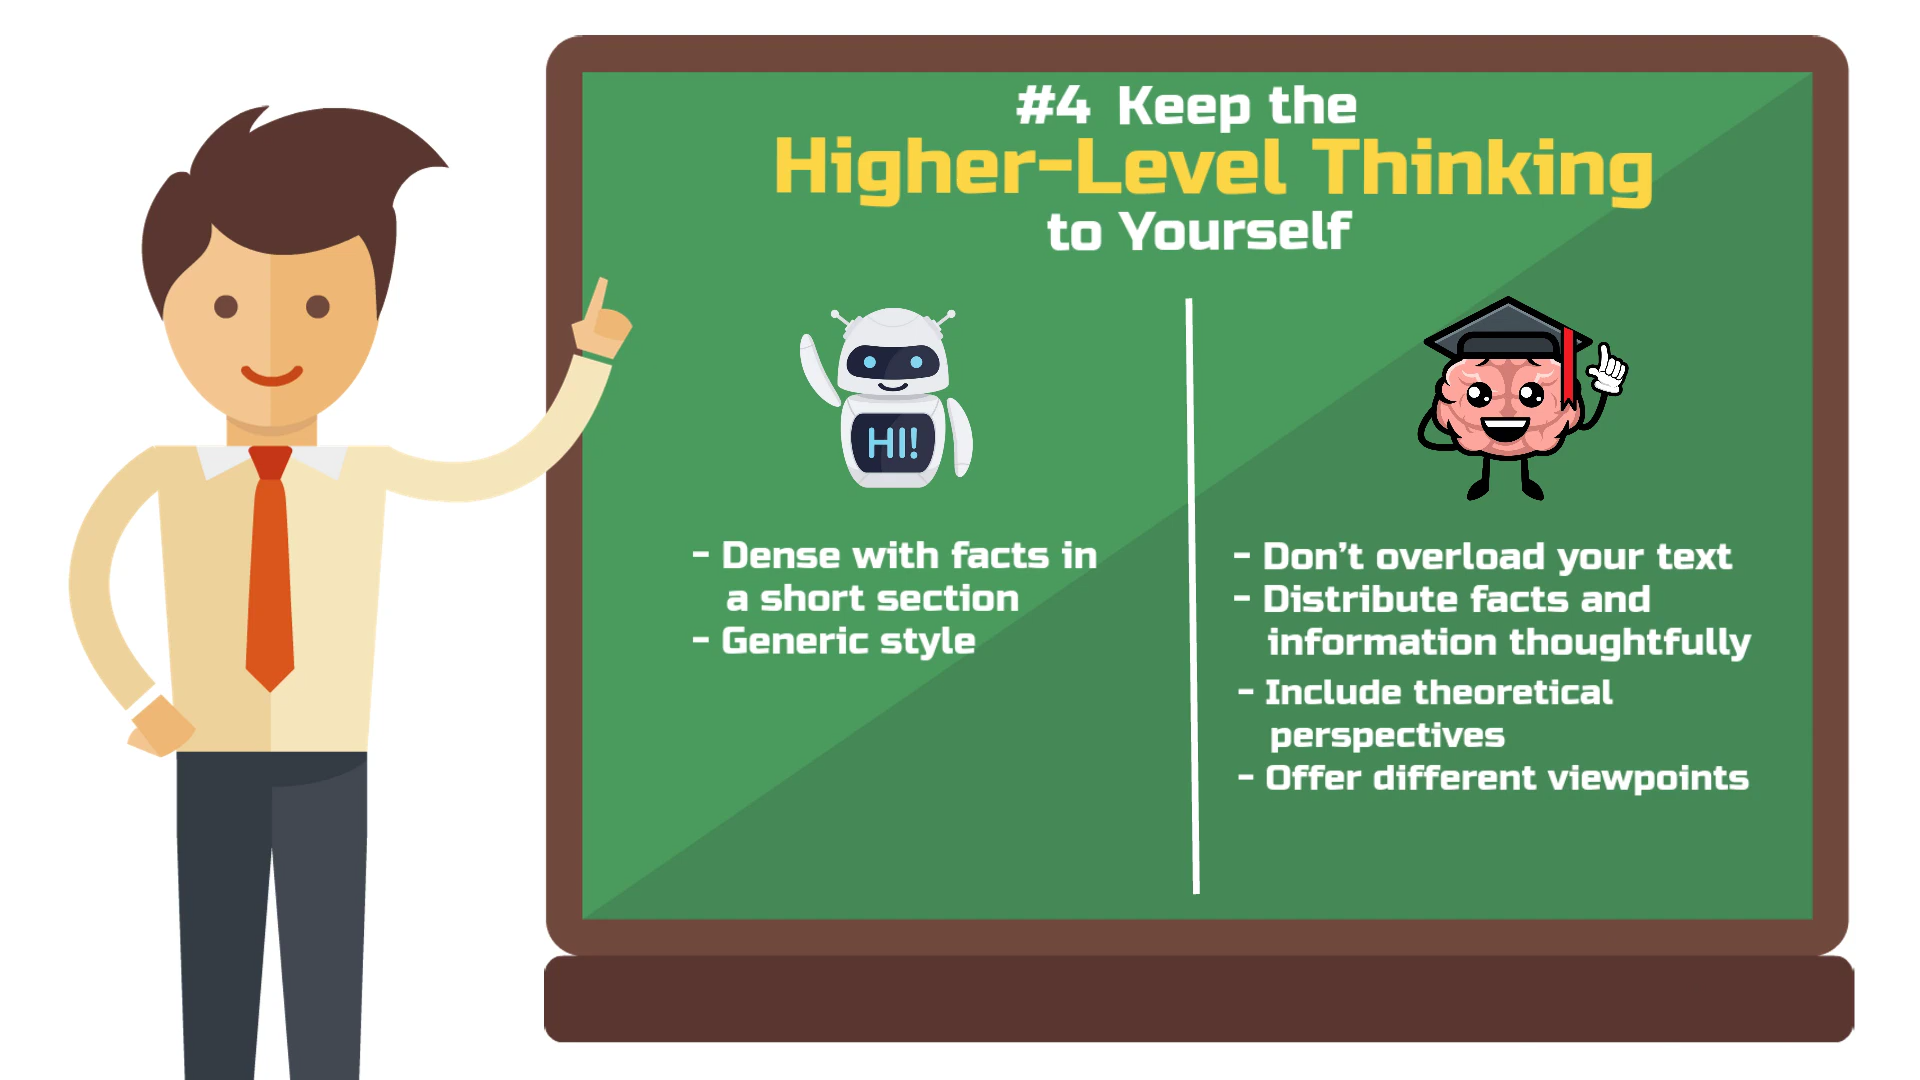 #4 Keep the
Higher-Level Thinking
to Yourself
HI!
- Dense with facts in
a short section
- Generic style
- Don't overload your text
- Distribute facts and
information thoughtfully
- Include theoretical
perspectives
- Offer different viewpoints